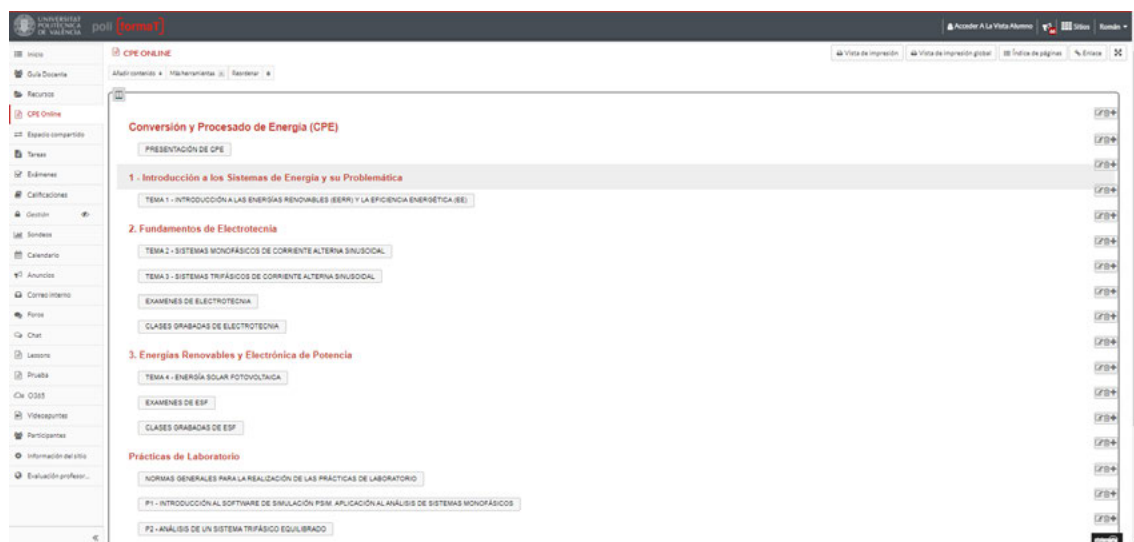 UNIVERSITAT
POLITÈCNICA
DE VALÈNCIA
poli [formaT]
Acceder A La Vista Alumno
Sitios
Román
Inicio
Guía Docente
Recursos
CPE Online
Espacio compartido
Tareas
Exámenes
Calificaciones
Gestión
Sondeos
Calendario
Anuncios
Correo interno
Foros
Chat
Lessons
Prueba
O365
Videoapuntes
Participantes
Información del sitio
Evaluación profesor...
CPE ONLINE
Vista de impresión
Vista de impresión global
Índice de páginas
Enlace
Añadir contenido
Más herramientas
Reordenar
Conversión y Procesado de Energía (CPE)
PRESENTACIÓN DE CPE
1 - Introducción a los Sistemas de Energía y su Problemática
TEMA 1 - INTRODUCCIÓN A LAS ENERGÍAS RENOVABLES (EERR) Y LA EFICIENCIA ENERGÉTICA (EE)
2. Fundamentos de Electrotecnia
TEMA 2 - SISTEMAS MONOFÁSICOS DE CORRIENTE ALTERNA SINUSOIDAL
TEMA 3 - SISTEMAS TRIFÁSICOS DE CORRIENTE ALTERNA SINUSOIDAL
EXAMENES DE ELECTROTECNIA
CLASES GRABADAS DE ELECTROTECNIA
3. Energías Renovables y Electrónica de Potencia
TEMA 4 - ENERGÍA SOLAR FOTOVOLTAICA
EXAMENES DE ESF
CLASES GRABADAS DE ESF
Prácticas de Laboratorio
NORMAS GENERALES PARA LA REALIZACIÓN DE LAS PRÁCTICAS DE LABORATORIO
P1 - INTRODUCCIÓN AL SOFTWARE DE SIMULACIÓN PSIM. APLICACIÓN AL ANÁLISIS DE SISTEMAS MONOFÁSICOS
P2 - ANÁLISIS DE UN SISTEMA TRIFÁSICO EQUILIBRADO